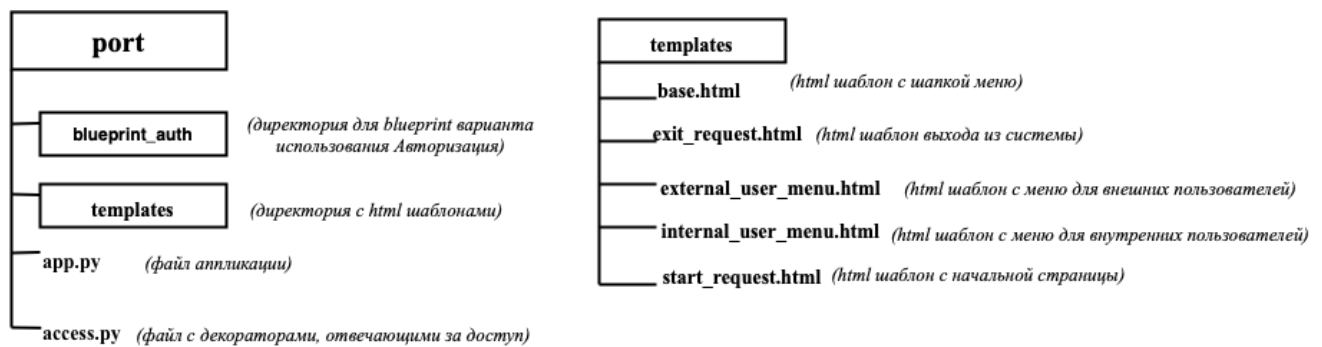 port
blueprint_auth
(директория для blueprint варианта
использования Авторизация)
templates
(директория с html шаблонами)
app.py
(файл аппликации)
access.py
(файл с декораторами, отвечающими за доступ)
templates
base.html
(html шаблон с шапкой меню)
exit_request.html
(html шаблон выхода из системы)
external_user_menu.html
(html шаблон с меню для внешних пользователей)
internal_user_menu.html
(html шаблон с меню для внутренних пользователей)
start_request.html
(html шаблон с начальной страницы)